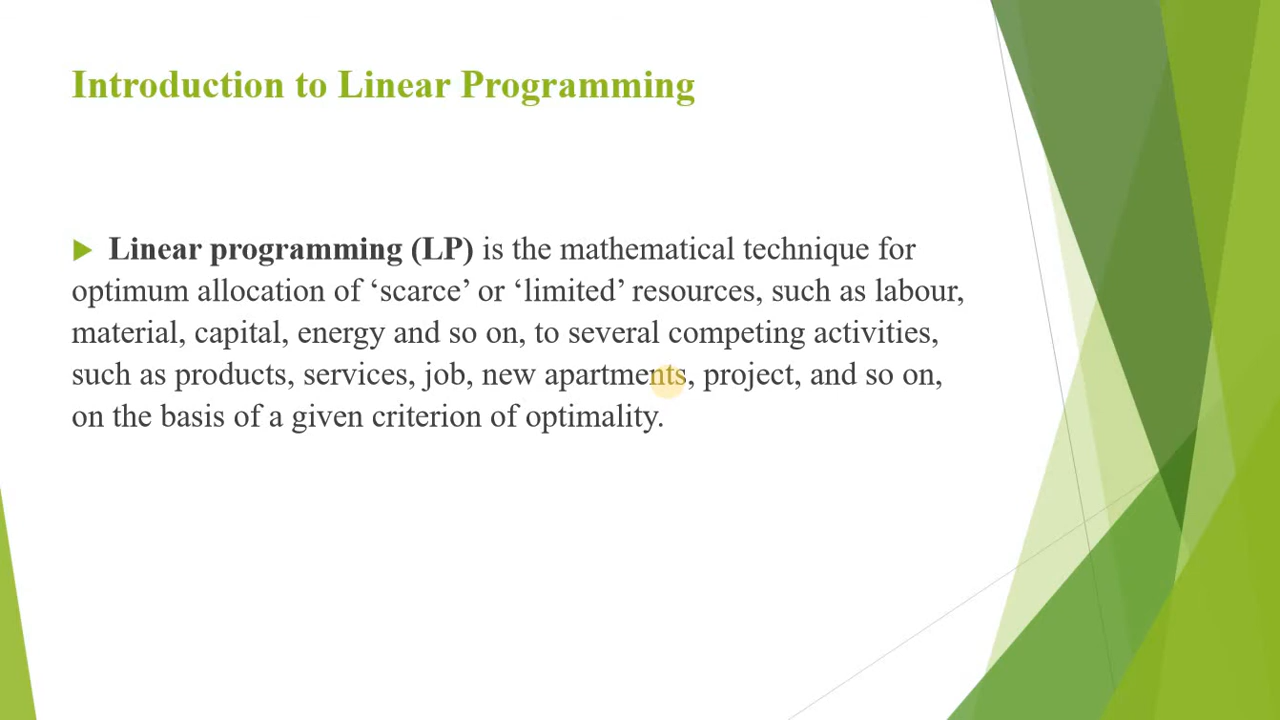 Introduction to Linear Programming
Linear programming (LP) is the mathematical technique for
optimum allocation of ‘scarce’ or ‘limited’ resources, such as labour,
material, capital, energy and so on, to several competing activities,
such as products, services, job, new apartments, project, and so on,
on the basis of a given criterion of optimality.